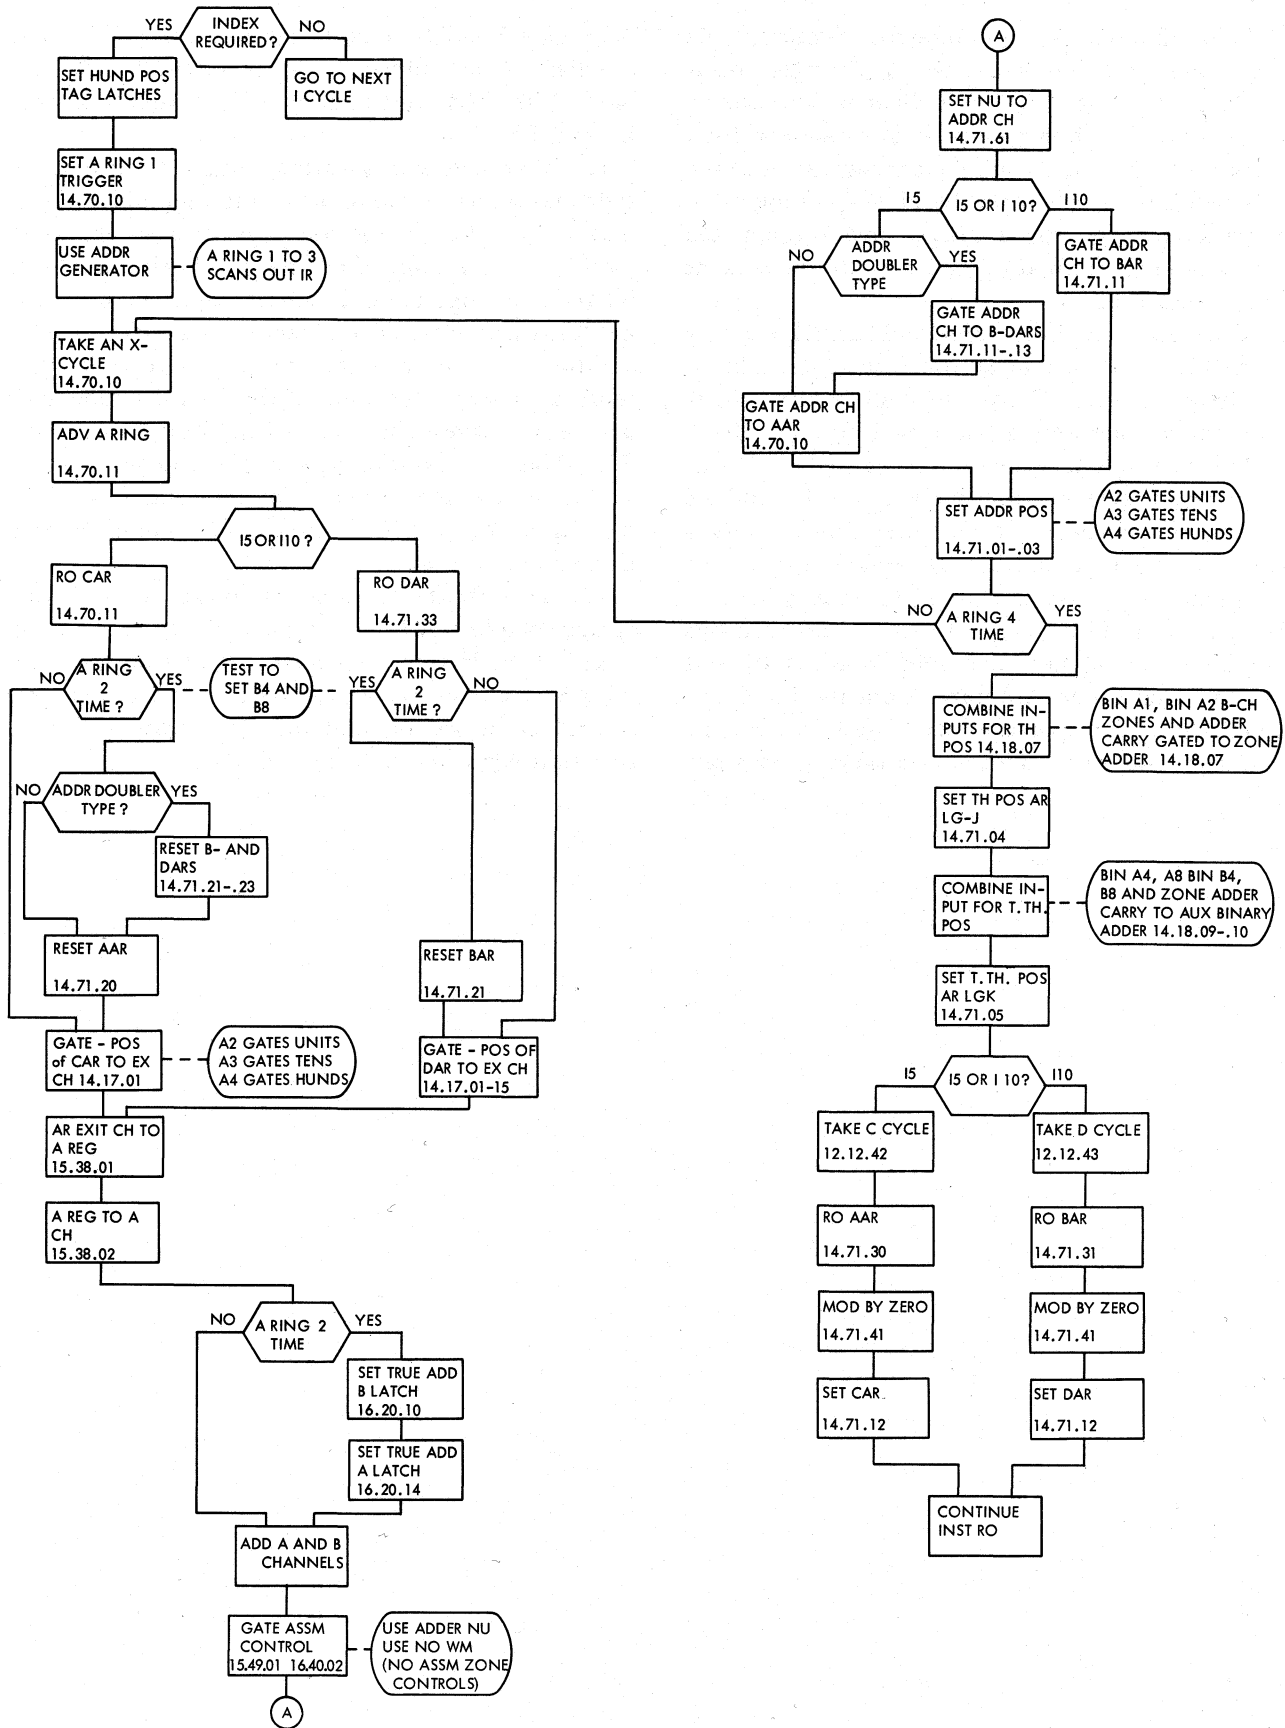 INDEX
REQUIRED?
YES
NO
SET HUND POS
TAG LATCHES
GO TO NEXT
I CYCLE
SET A RING 1
TRIGGER
14.70.10
USE ADDR
GENERATOR
A RING 1 TO 3
SCANS OUT IR
TAKE AN X-
CYCLE
14.70.10
ADV A RING
14.70.11
I5 OR I10 ?
RO CAR
14.70.11
RO DAR
14.71.33
NO
A RING
2
TIME ?
YES
TEST TO
SET B4 AND
B8
YES
A RING
2
TIME ?
NO
NO
ADDR DOUBLER
TYPE ?
YES
RESET B- AND
DARS
14.71.21-.23
RESET AAR
14.71.20
RESET BAR
14.71.21
GATE - POS
of CAR TO EX
CH 14.17.01
A2 GATES UNITS
A3 GATES TENS
A4 GATES HUNDS
GATE - POS OF
DAR TO EX CH
14.17.01-15
AR EXIT CH TO
A REG
15.38.01
A REG TO A
CH
15.38.02
NO
A RING 2
TIME
YES
SET TRUE ADD
B LATCH
16.20.10
SET TRUE ADD
A LATCH
16.20.14
ADD A AND B
CHANNELS
GATE ASSM
CONTROL
15.49.01 16.40.02
USE ADDER NU
USE NO WM
(NO ASSM ZONE
CONTROLS)
A
A
SET NU TO
ADDR CH
14.71.61
I5
I5 OR I 10?
I10
NO
ADDR
DOUBLER
TYPE
YES
GATE ADDR
CH TO BAR
14.71.11
GATE ADDR
CH TO B-DARS
14.71.11-.13
GATE ADDR CH
TO AAR
14.70.10
SET ADDR POS
14.71.01-.03
A2 GATES UNITS
A3 GATES TENS
A4 GATES HUNDS
NO
A RING 4
TIME
YES
COMBINE IN-
PUTS FOR TH
POS 14.18.07
BIN A1, BIN A2 B-CH
ZONES AND ADDER
CARRY GATED TO ZONE
ADDER 14.18.07
SET TH POS AR
LG-J
14.71.04
COMBINE IN-
PUT FOR T.TH.
POS
BIN A4, A8 BIN B4,
B8 AND ZONE ADDER
CARRY TO AUX BINARY
ADDER 14.18.09-.10
SET T.TH. POS
AR LGK
14.71.05
I5
I5 OR I 10?
I10
TAKE C CYCLE
12.12.42
TAKE D CYCLE
12.12.43
RO AAR
14.71.30
RO BAR
14.71.31
MOD BY ZERO
14.71.41
MOD BY ZERO
14.71.41
SET CAR
14.71.12
SET DAR
14.71.12
CONTINUE
INST RO